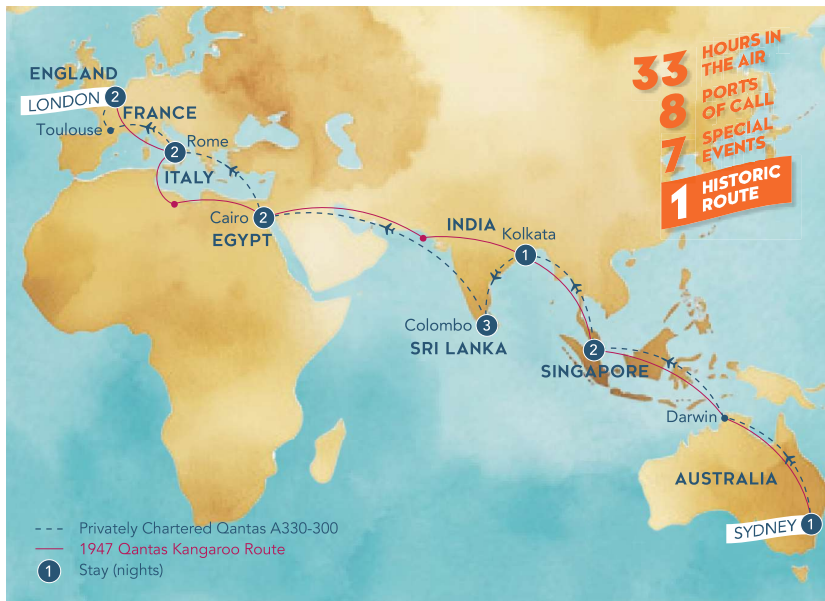 33 HOURS IN
THE AIR
8 PORTS
OF CALL
7 SPECIAL
EVENTS
1 HISTORIC
ROUTE
ENGLAND
LONDON 2
FRANCE
Toulouse
Rome
2
ITALY
Cairo 2
EGYPT
INDIA
Kolkata
1
Colombo 3
SRI LANKA
2
SINGAPORE
Darwin
AUSTRALIA
SYDNEY 1
Privately Chartered Qantas A330-300
1947 Qantas Kangaroo Route
1 Stay (nights)